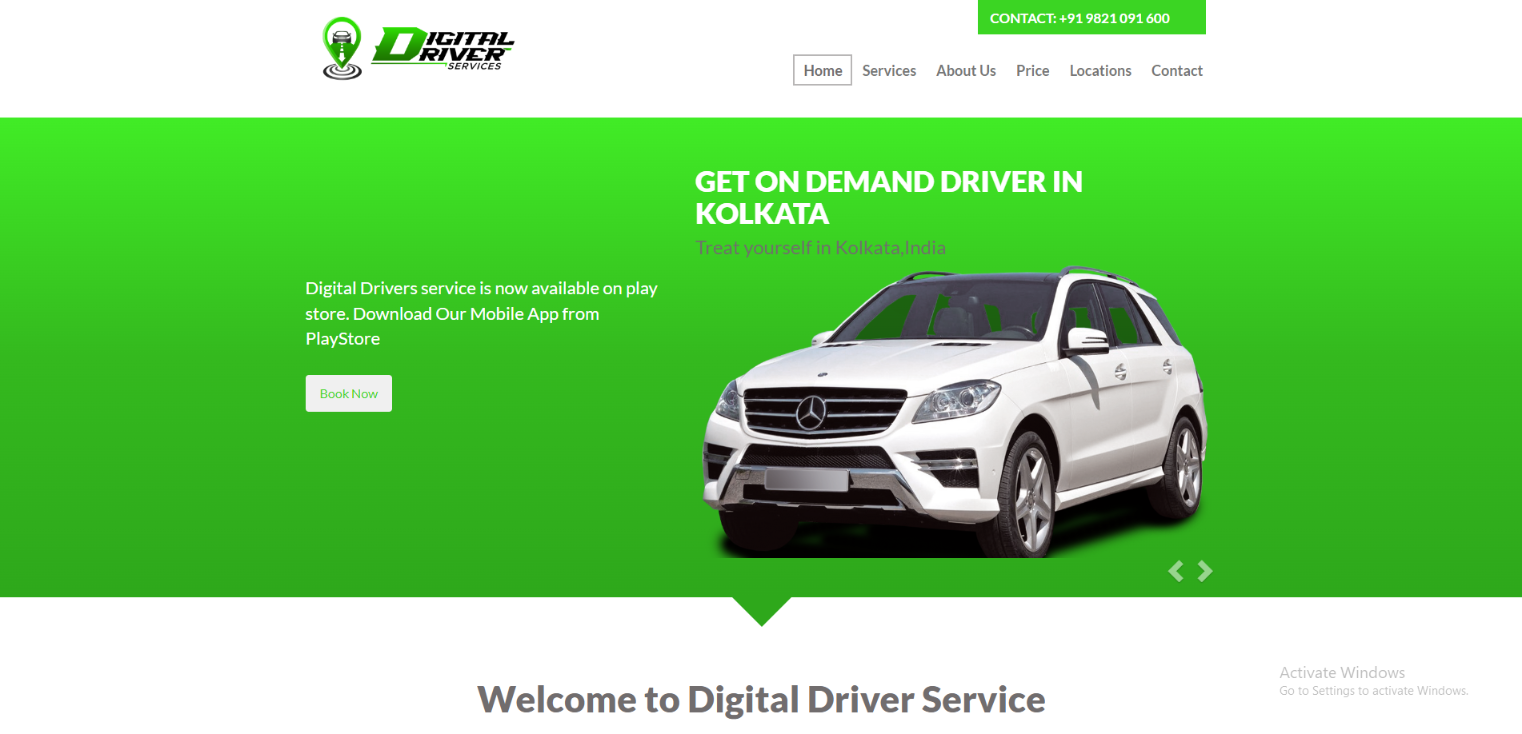 CONTACT: +91 9821 091 600
DIGITAL
DRIVER
SERVICES
Home Services About Us Price Locations Contact
GET ON DEMAND DRIVER IN
KOLKATA
Treat yourself in Kolkata,India
Digital Drivers service is now available on play
store. Download Our Mobile App from
PlayStore
Book Now
Welcome to Digital Driver Service
Activate Windows
Go to Settings to activate Windows.